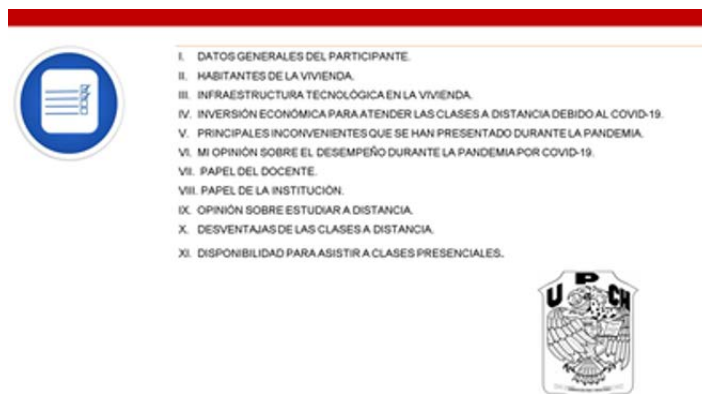 I. DATOS GENERALES DEL PARTICIPANTE.
II. HABITANTES DE LA VIVIENDA.
III. INFRAESTRUCTURA TECNOLÓGICA EN LA VIVIENDA.
IV. INVERSIÓN ECONÓMICA PARA ATENDER LAS CLASES A DISTANCIA DEBIDO AL COVID-19.
V. PRINCIPALES INCONVENIENTES QUE SE HAN PRESENTADO DURANTE LA PANDEMIA.
VI. MI OPINIÓN SOBRE EL DESEMPEÑO DURANTE LA PANDEMIA POR COVID-19.
VII. PAPEL DEL DOCENTE.
VIII. PAPEL DE LA INSTITUCIÓN.
IX. OPINIÓN SOBRE ESTUDIAR A DISTANCIA.
X. DESVENTAJAS DE LAS CLASES A DISTANCIA.
XI. DISPONIBILIDAD PARA ASISTIR A CLASES PRESENCIALES.
UPCH